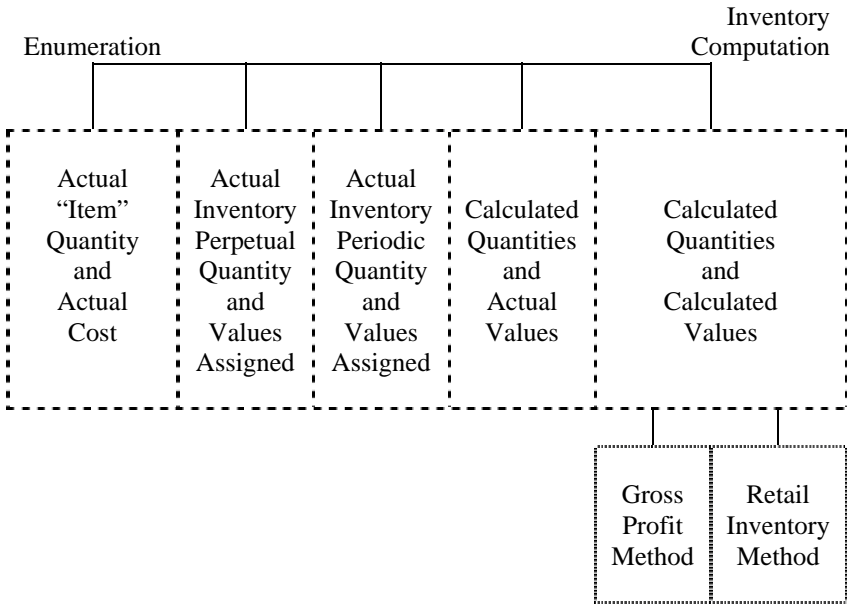 Enumeration
Inventory
Computation
Actual
“Item”
Quantity
and
Actual
Cost
Actual
Inventory
Perpetual
Quantity
and
Values
Assigned
Actual
Inventory
Periodic
Quantity
and
Values
Assigned
Calculated
Quantities
and
Actual
Values
Calculated
Quantities
and
Calculated
Values
Gross
Profit
Method
Retail
Inventory
Method